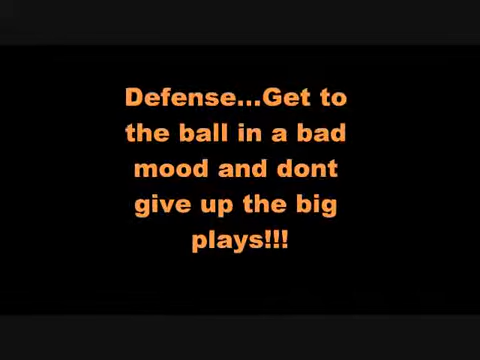 Defense...Get to
the ball in a bad
mood and dont
give up the big
plays!!!